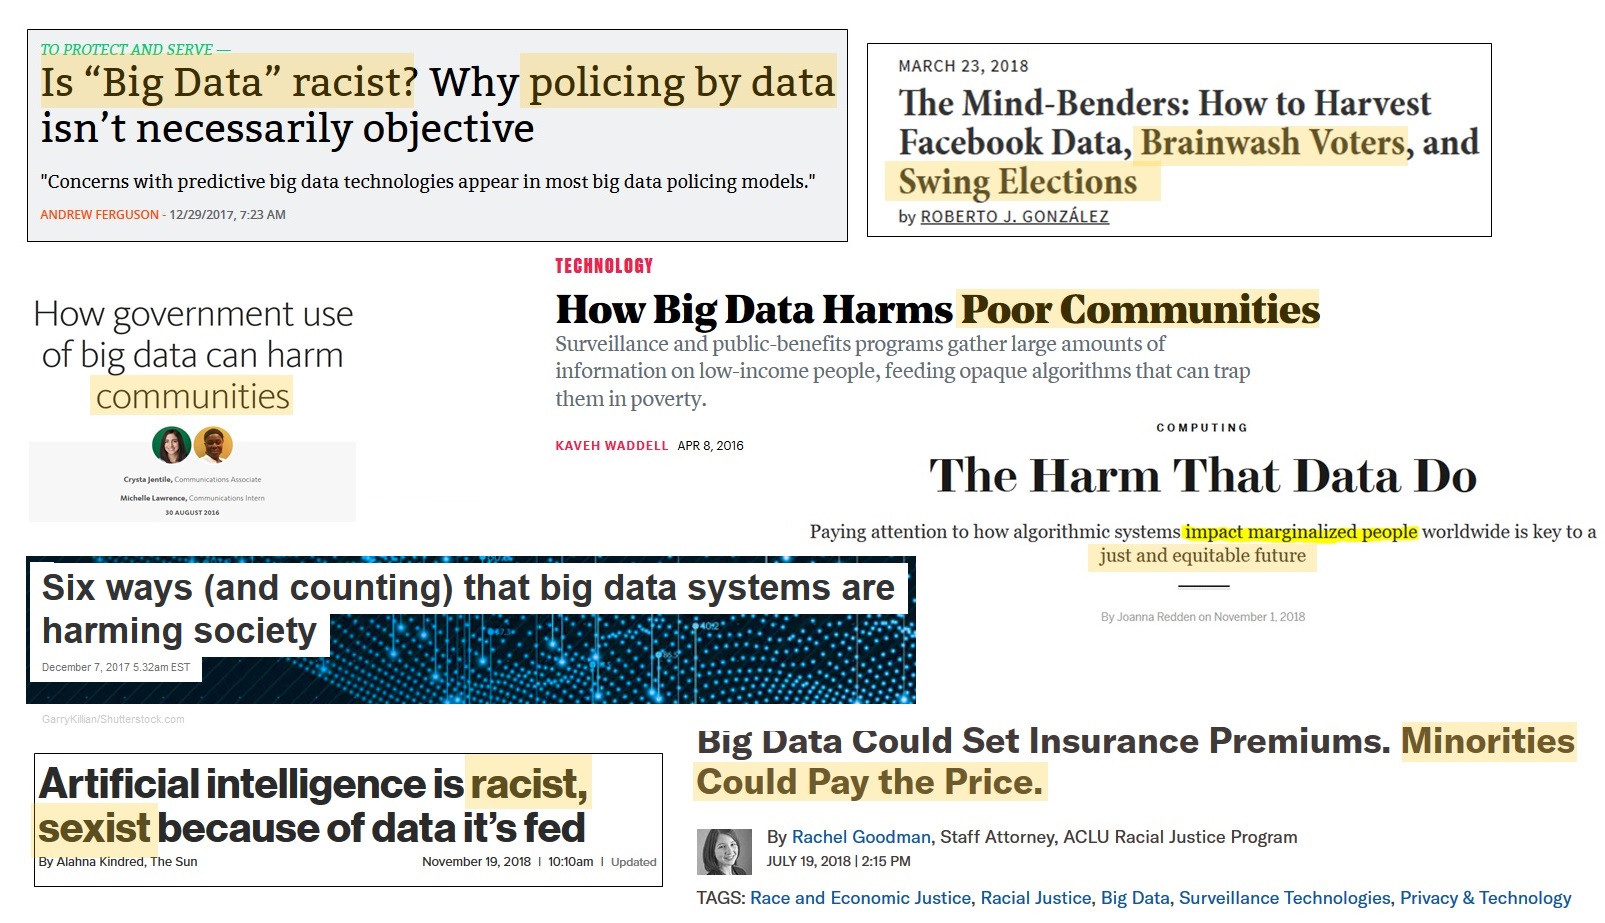 TO PROTECT AND SERVE —
Is “Big Data” racist? Why policing by data
isn’t necessarily objective
"Concerns with predictive big data technologies appear in most big data policing models."
ANDREW FERGUSON - 12/29/2017, 7:23 AM
MARCH 23, 2018
The Mind-Benders: How to Harvest
Facebook Data, Brainwash Voters, and
Swing Elections
by ROBERTO J. GONZÁLEZ
How government use
of big data can harm
communities
Crysta Jentile, Communications Associate
Michelle Lawrence, Communications Intern
30 AUGUST 2016
TECHNOLOGY
How Big Data Harms Poor Communities
Surveillance and public-benefits programs gather large amounts of
information on low-income people, feeding opaque algorithms that can trap
them in poverty.
KAVEH WADDELL APR 8, 2016
COMPUTING
The Harm That Data Do
Paying attention to how algorithmic systems impact marginalized people worldwide is key to a
just and equitable future
By Joanna Redden on November 1, 2018
Six ways (and counting) that big data systems are
harming society
December 7, 2017 5.32am EST
GarryKillian/Shutterstock.com
Artificial intelligence is racist,
sexist because of data it’s fed
By Alahna Kindred, The Sun November 19, 2018 | 10:10am | Updated
Big Data Could Set Insurance Premiums. Minorities
Could Pay the Price.
By Rachel Goodman, Staff Attorney, ACLU Racial Justice Program
JULY 19, 2018 | 2:15 PM
TAGS: Race and Economic Justice, Racial Justice, Big Data, Surveillance Technologies, Privacy & Technology